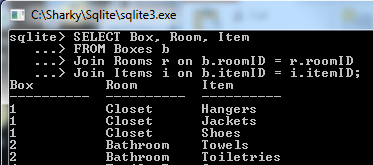 C:\Sharky\Sqlite\sqlite3.exe
sqlite> SELECT Box, Room, Item
...> FROM Boxes b
...> Join Rooms r on b.roomID = r.roomID
...> Join Items i on b.itemID = i.itemID;
Box Room Item
---------- ---------- ----------
1 Closet Hangers
1 Closet Jackets
1 Closet Shoes
2 Bathroom Towels
2 Bathroom Toiletries